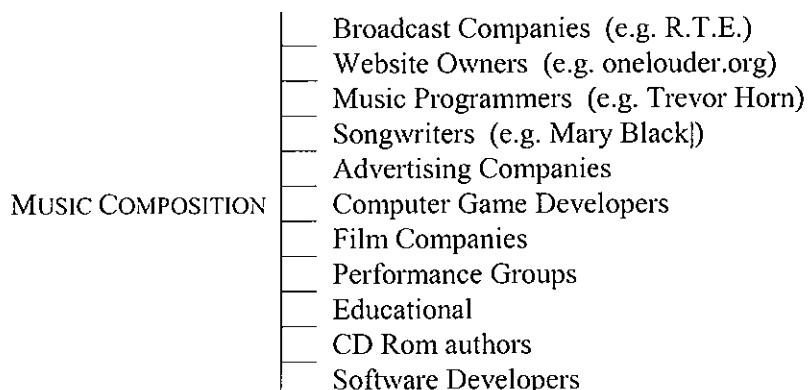 Broadcast Companies (e.g. R.T.E.)
Website Owners (e.g. onelouder.org)
Music Programmers (e.g. Trevor Horn)
Songwriters (e.g. Mary Black|)
Advertising Companies
MUSIC COMPOSITION Computer Game Developers
Film Companies
Performance Groups
Educational
CD Rom authors
Software Developers